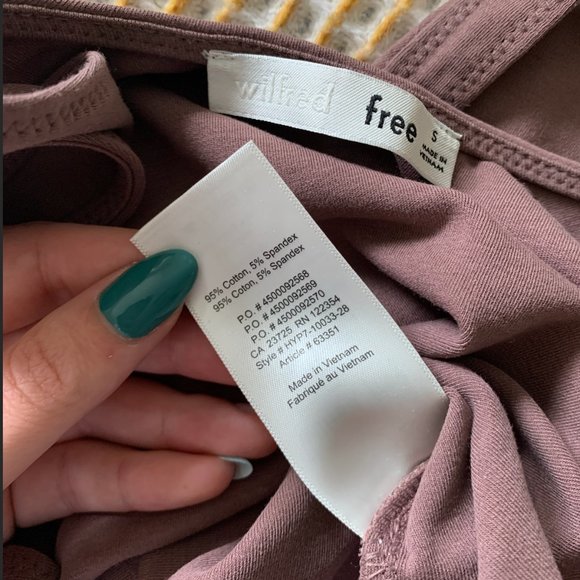 wilfred
free
S
MADE IN
VIETNAM
95% Cotton, 5% Spandex
95% Coton, 5% Spandex
P.O. # 4500092568
P.O. # 4500092569
P.O. # 4500092570
CA 23725 RN 122354
Style # HYP7-10033-28
Article # 63351
Made in Vietnam
Fabriqué au Vietnam